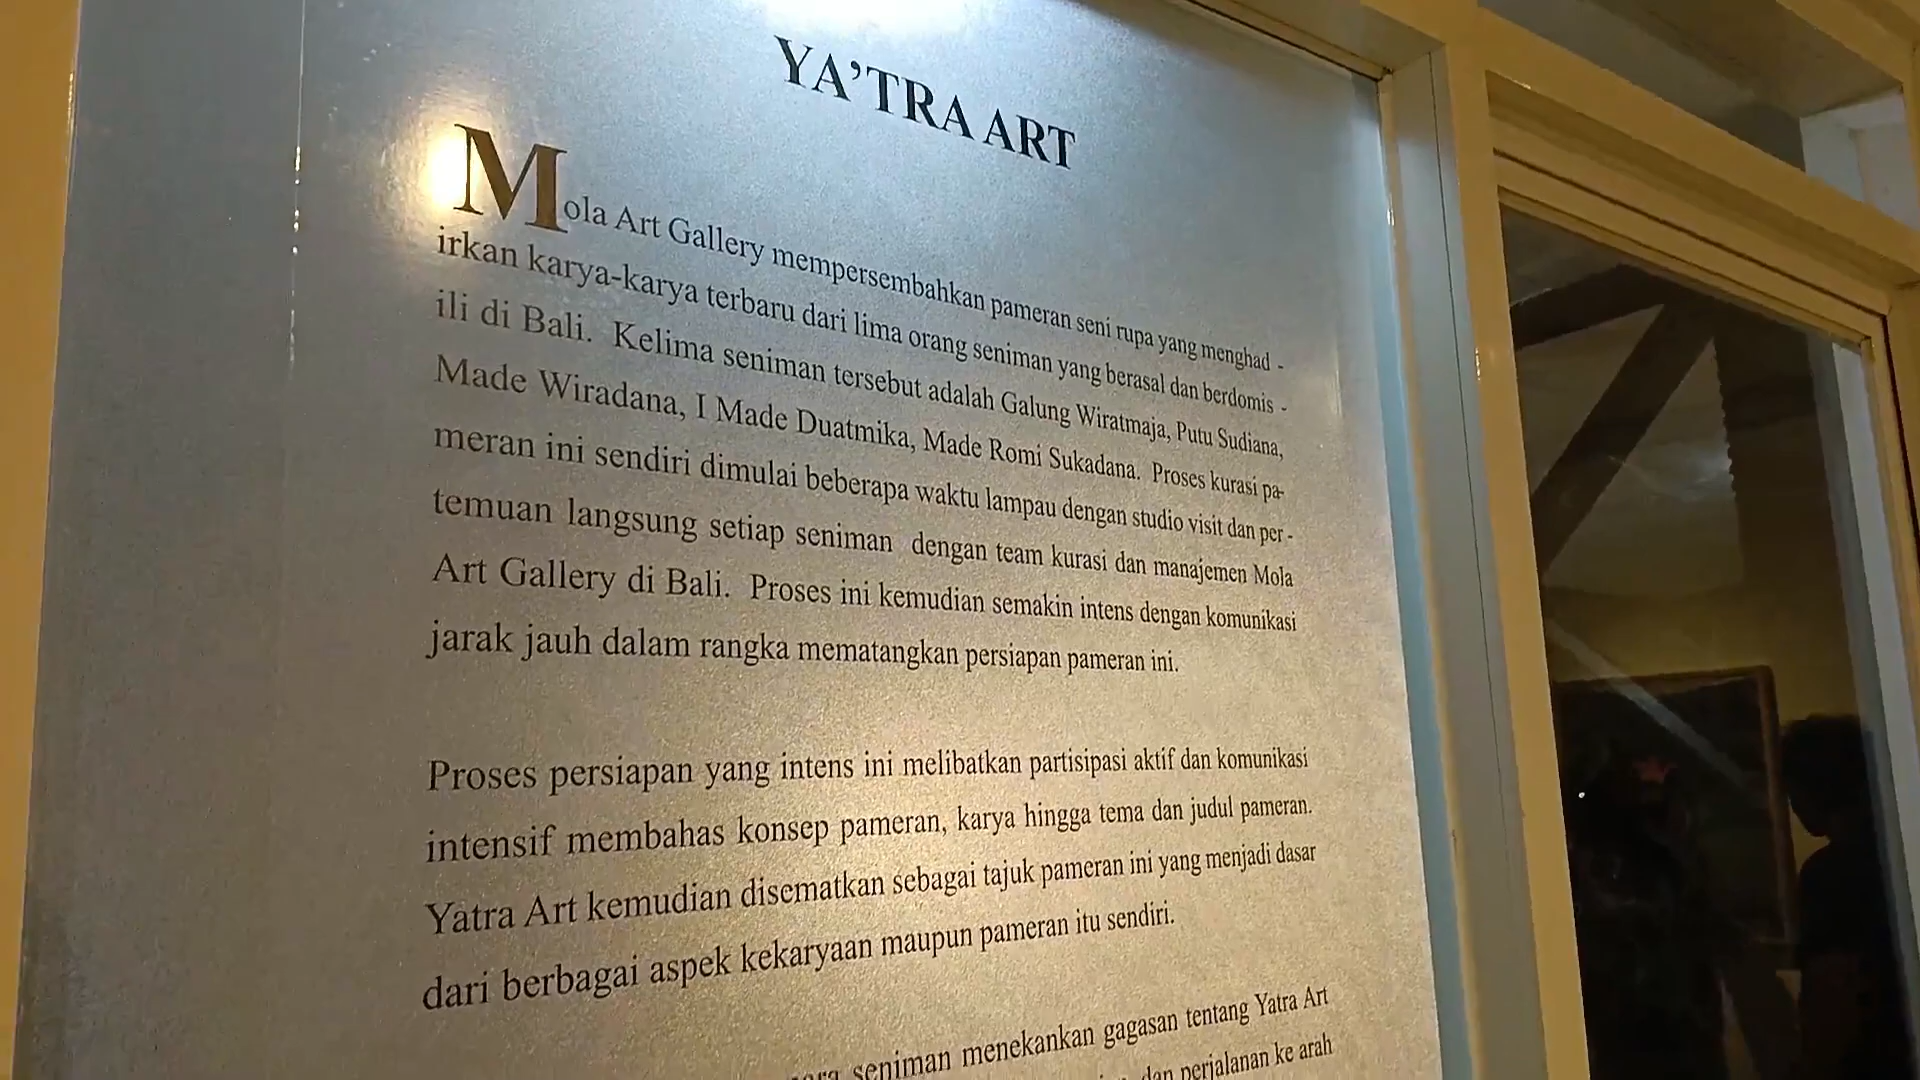 YA'TRA ART
Mola Art Gallery mempersembahkan pameran seni rupa yang menghad -
irkan karya-karya terbaru dari lima orang seniman yang berasal dan berdomis -
ili di Bali. Kelima seniman tersebut adalah Galung Wiratmaja, Putu Sudiana,
Made Wiradana, I Made Duatmika, Made Romi Sukadana. Proses kurasi pa-
meran ini sendiri dimulai beberapa waktu lampau dengan studio visit dan per -
temuan langsung setiap seniman dengan team kurasi dan manajemen Mola
Art Gallery di Bali. Proses ini kemudian semakin intens dengan komunikasi
jarak jauh dalam rangka mematangkan persiapan pameran ini.
Proses persiapan yang intens ini melibatkan partisipasi aktif dan komunikasi
intensif membahas konsep pameran, karya hingga tema dan judul pameran.
Yatra Art kemudian disematkan sebagai tajuk pameran ini yang menjadi dasar
dari berbagai aspek kekaryaan maupun pameran itu sendiri.
seniman menekankan gagasan tentang Yatra Art
dan perjalanan ke arah